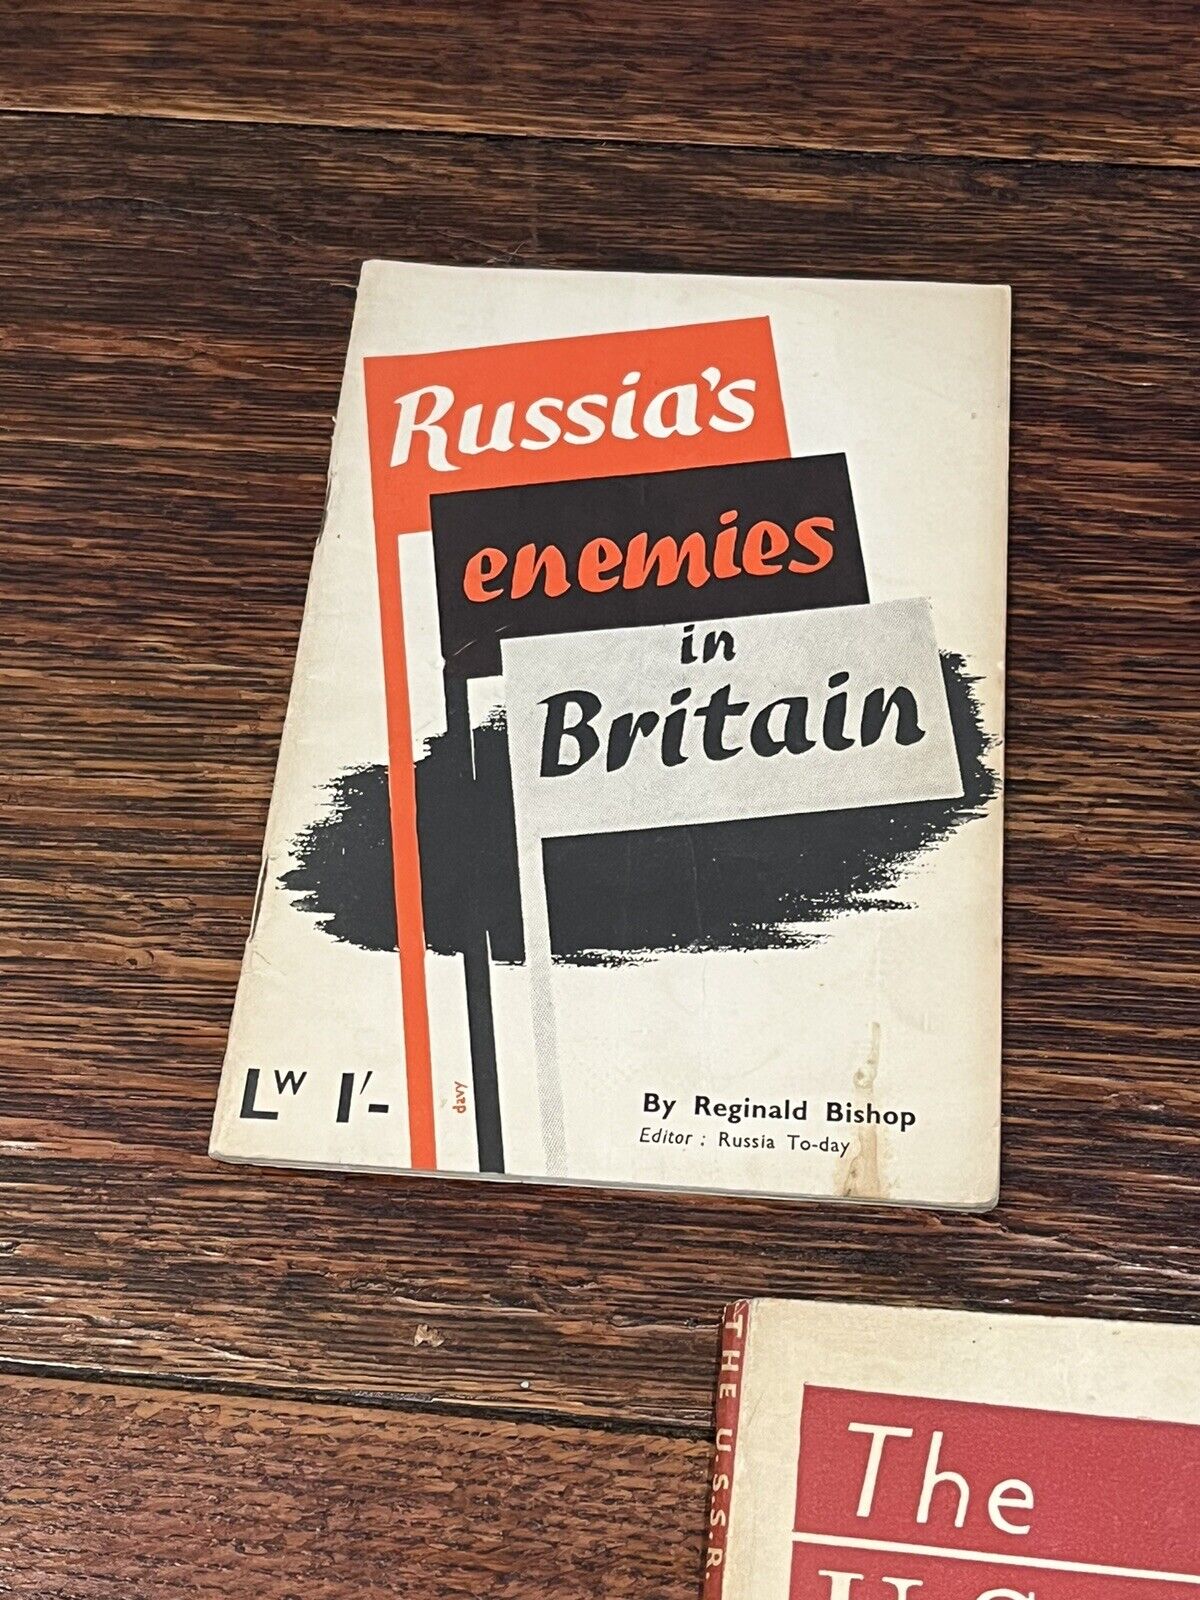 Russia's
enemies
in
Britain
LW 1/-
davy
By Reginald Bishop
Editor : Russia To-day
THE U.S.S.R.
The